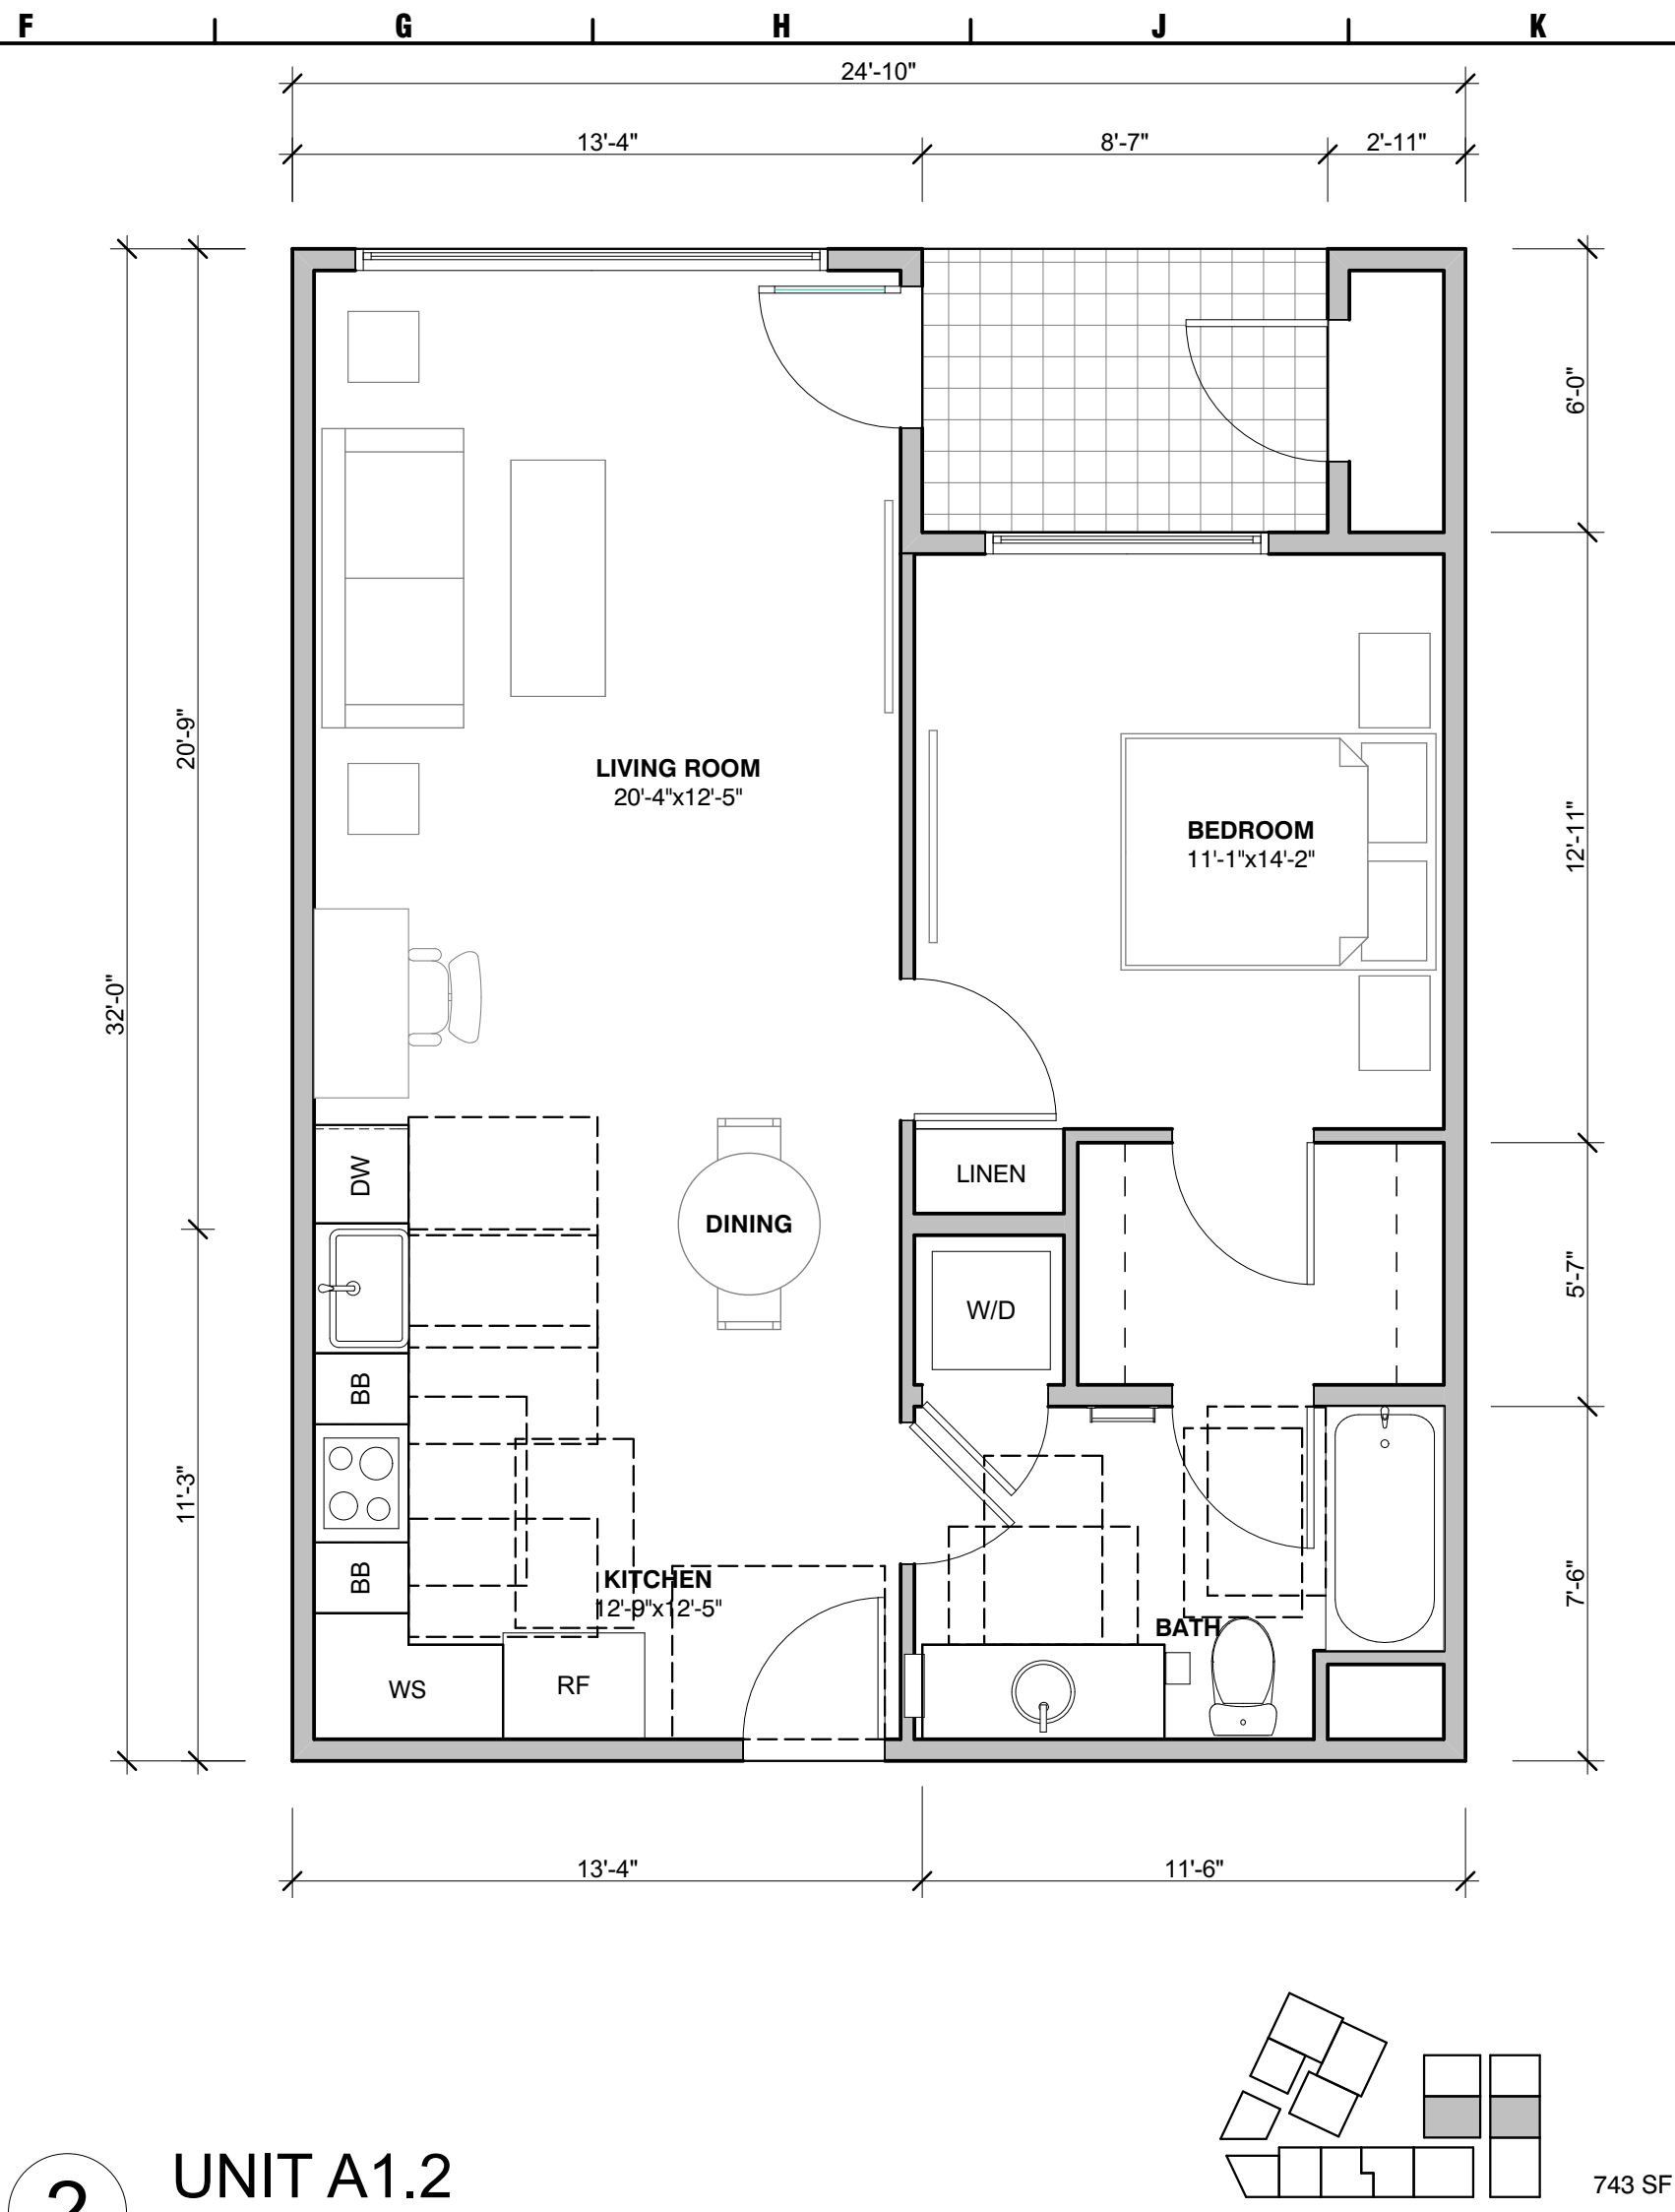 F G H J K
24'-10"
13'-4" 8'-7" 2'-11"
6'-0"
20'-9"
LIVING ROOM
20'-4"x12'-5"
BEDROOM
11'-1"x14'-2"
12'-11"
32'-0"
DW
LINEN
DINING
5'-7"
W/D
BB
11'-3"
BB
KITCHEN
12'-9"x12'-5"
7'-6"
BATH
WS
RF
13'-4" 11'-6"
2
UNIT A1.2
743 SF